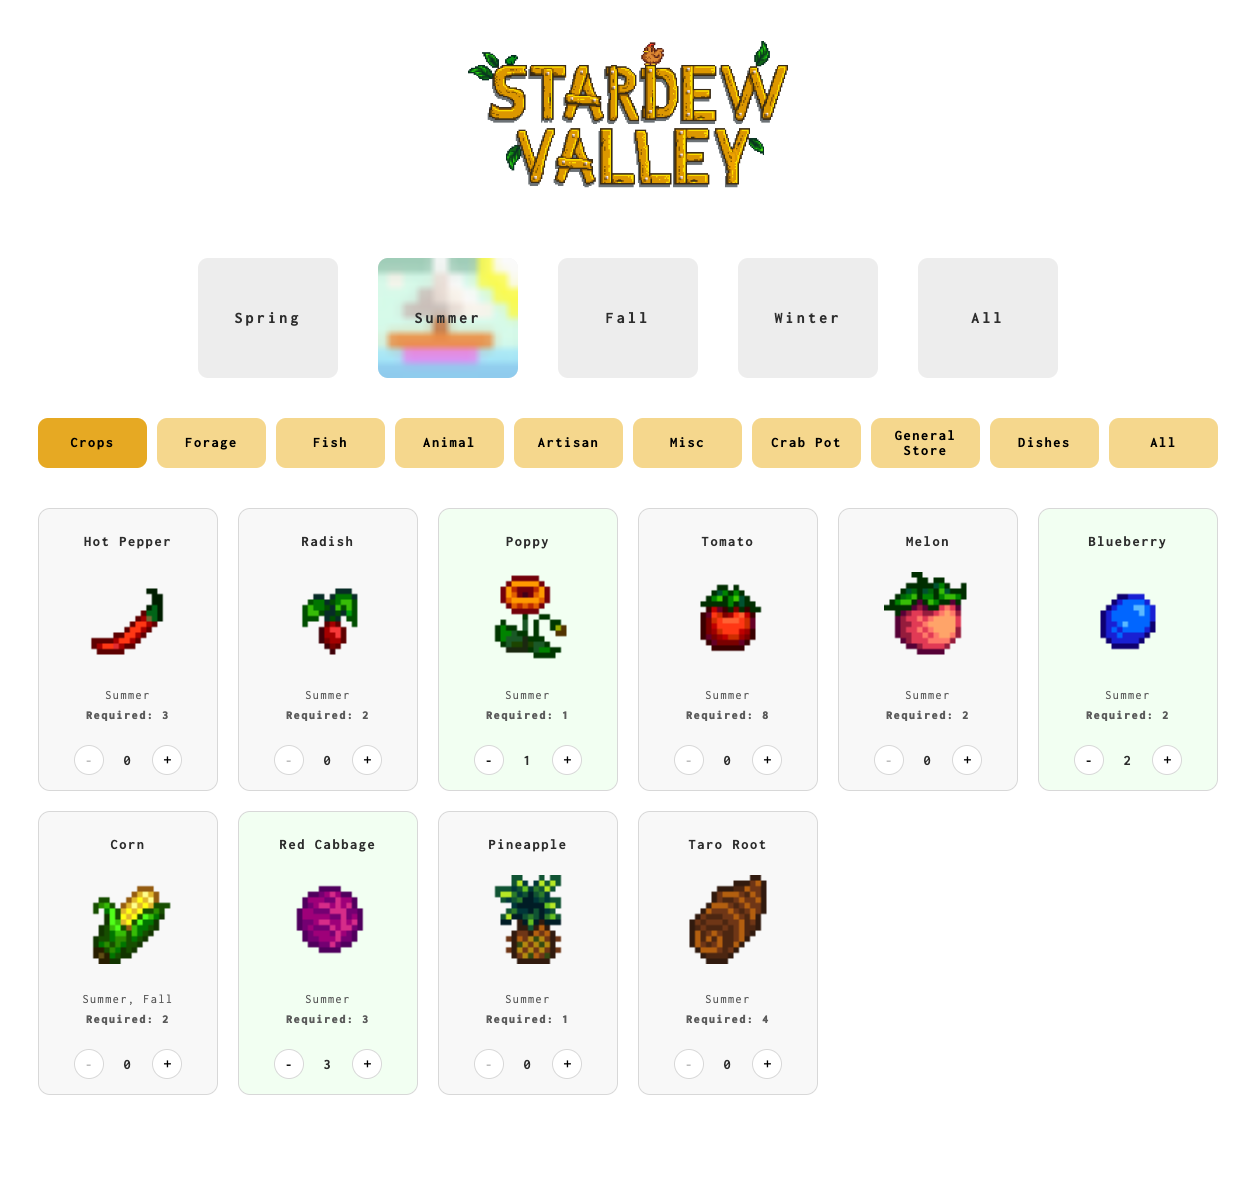 STARDEW
VALLEY
Spring
Summer
Fall
Winter
All
Crops
Forage
Fish
Animal
Artisan
Misc
Crab Pot
General
Store
Dishes
All
Hot Pepper
Summer
Required: 3
- 0 +
Radish
Summer
Required: 2
- 0 +
Poppy
Summer
Required: 1
- 1 +
Tomato
Summer
Required: 8
- 0 +
Melon
Summer
Required: 2
- 0 +
Blueberry
Summer
Required: 2
- 2 +
Corn
Summer, Fall
Required: 2
- 0 +
Red Cabbage
Summer
Required: 3
- 3 +
Pineapple
Summer
Required: 1
- 0 +
Taro Root
Summer
Required: 4
- 0 +